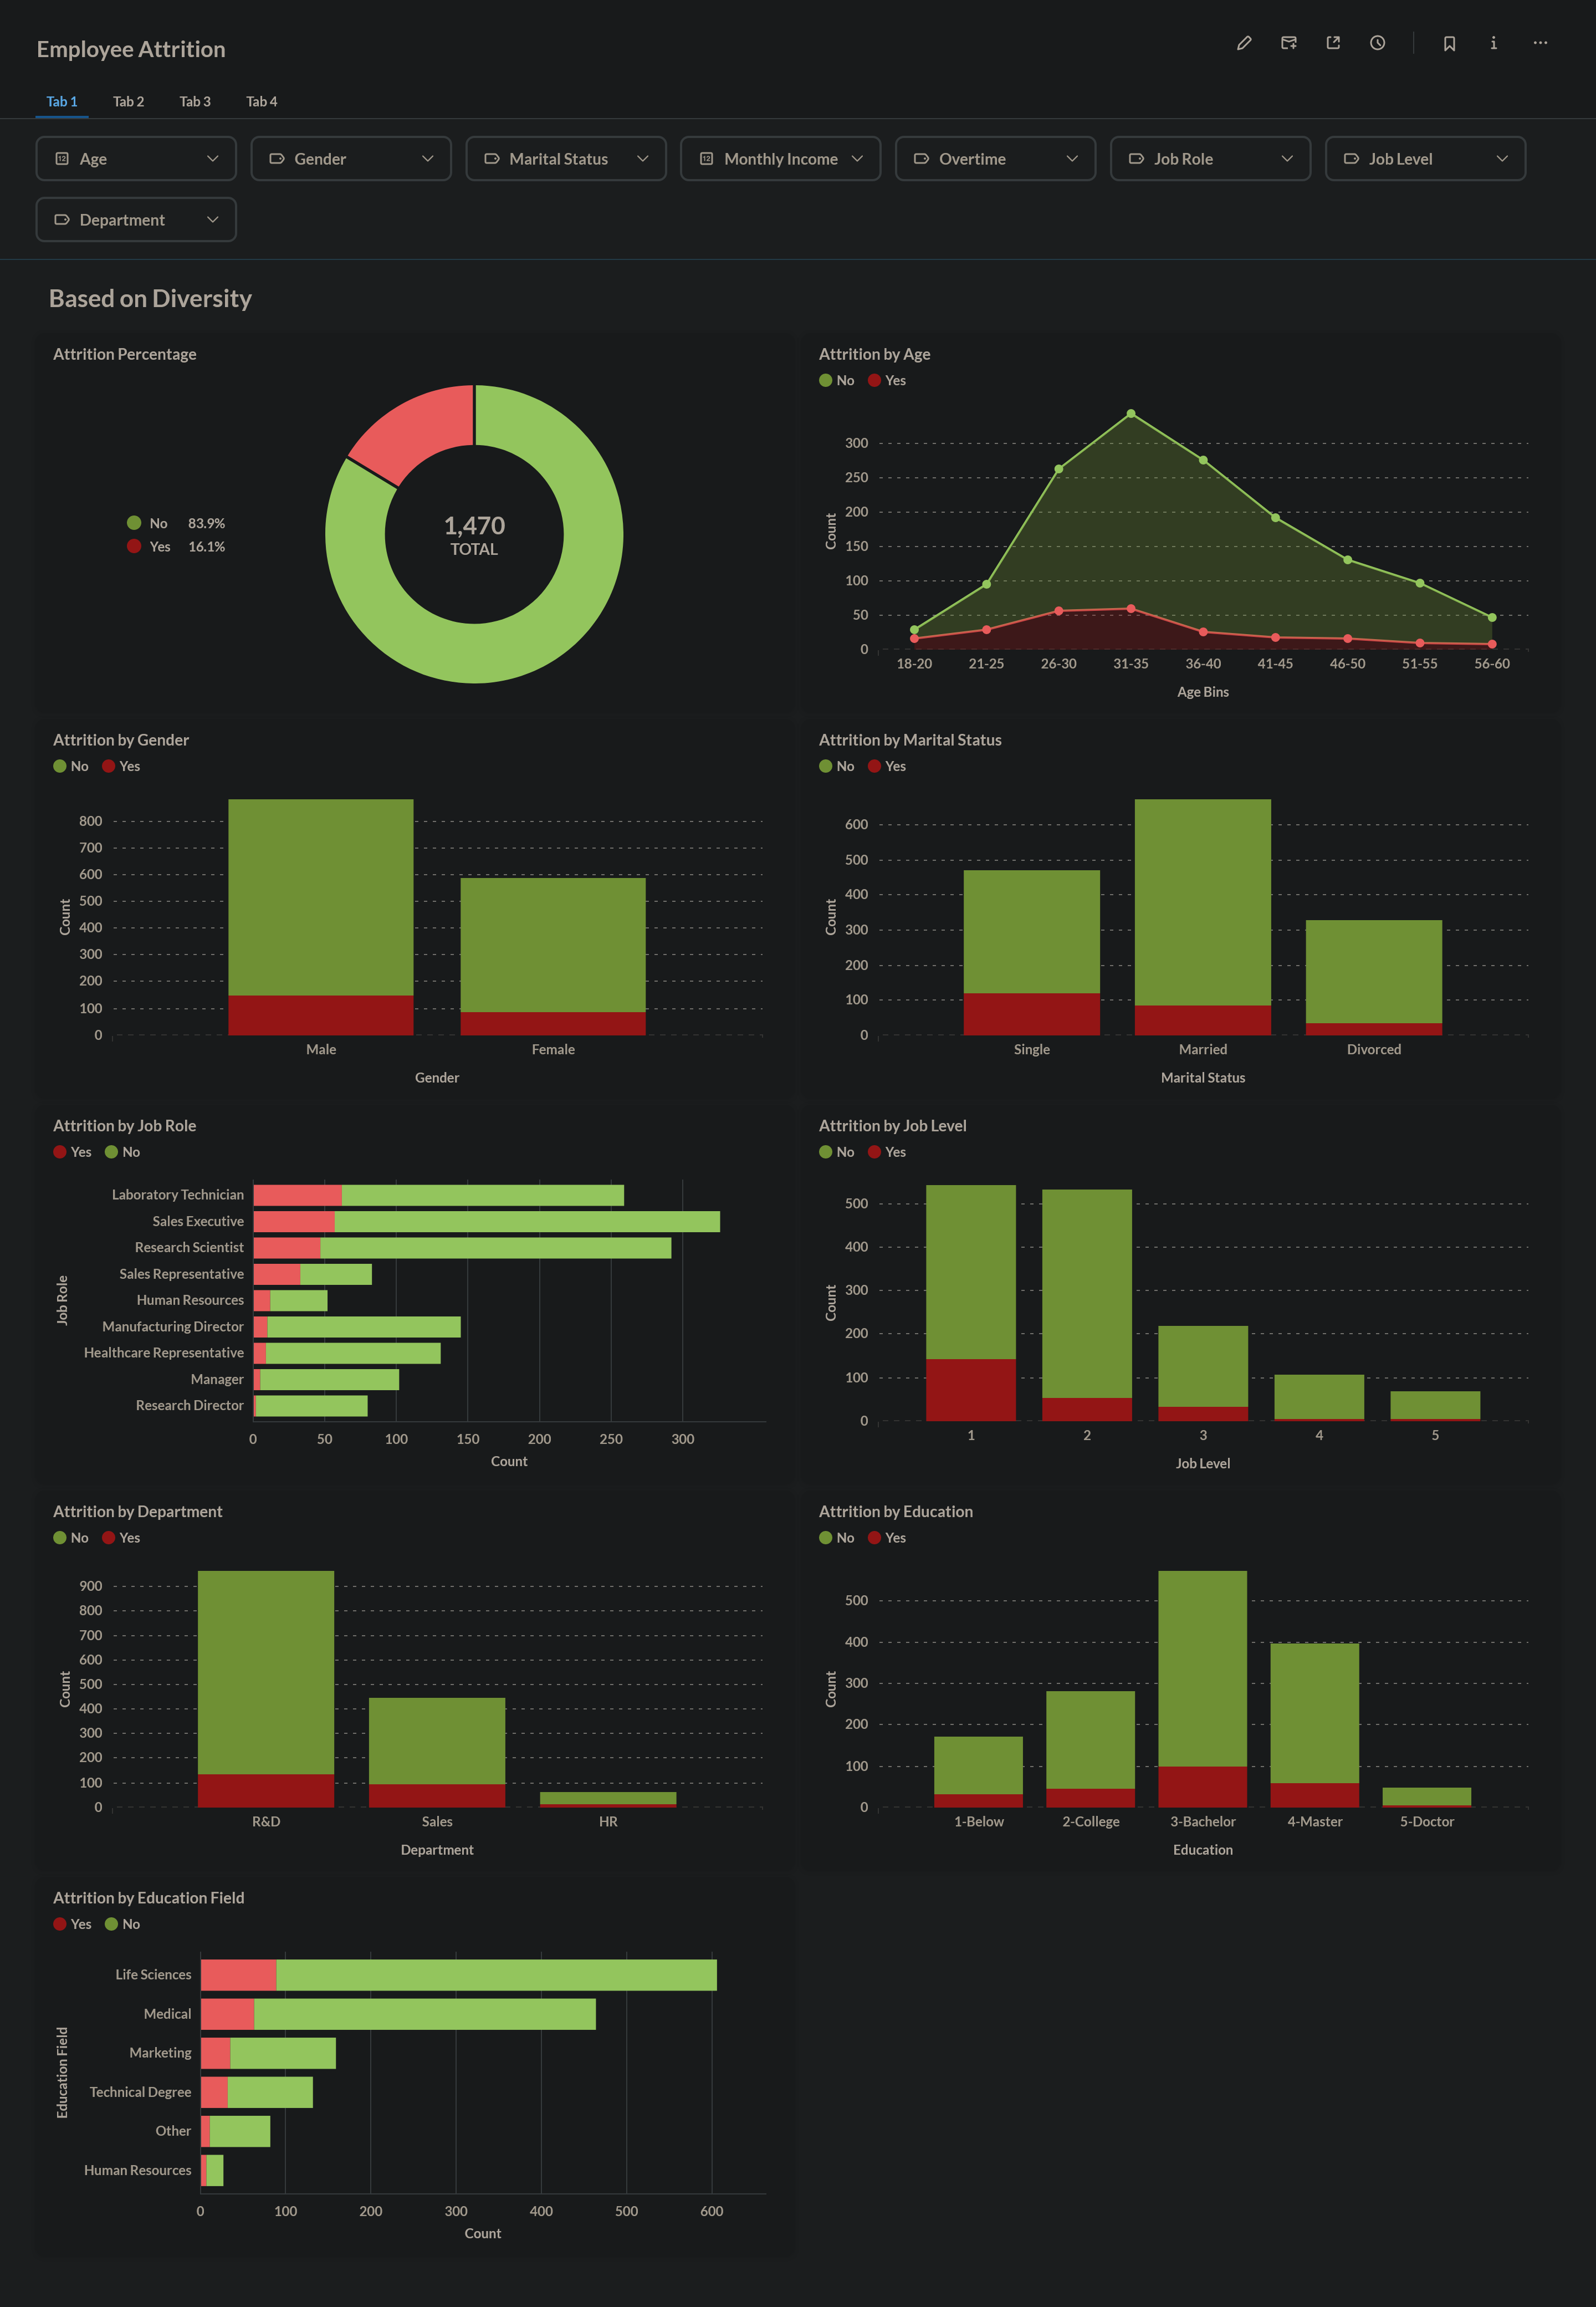 Employee Attrition
Tab 1
Tab 2
Tab 3
Tab 4
Age
Gender
Marital Status
Monthly Income
Overtime
Job Role
Job Level
Department
Based on Diversity
Attrition Percentage
No 83.9%
Yes 16.1%
1,470
TOTAL
Attrition by Age
No Yes
Count
300
250
200
150
100
50
0
18-20 21-25 26-30 31-35 36-40 41-45 46-50 51-55 56-60
Age Bins
Attrition by Gender
No Yes
Count
800
700
600
500
400
300
200
100
0
Male Female
Gender
Attrition by Marital Status
No Yes
Count
600
500
400
300
200
100
0
Single Married Divorced
Marital Status
Attrition by Job Role
Yes No
Job Role
Laboratory Technician
Sales Executive
Research Scientist
Sales Representative
Human Resources
Manufacturing Director
Healthcare Representative
Manager
Research Director
0 50 100 150 200 250 300
Count
Attrition by Job Level
No Yes
Count
500
400
300
200
100
0
1 2 3 4 5
Job Level
Attrition by Department
No Yes
Count
900
800
700
600
500
400
300
200
100
0
R&D Sales HR
Department
Attrition by Education
No Yes
Count
500
400
300
200
100
0
1-Below 2-College 3-Bachelor 4-Master 5-Doctor
Education
Attrition by Education Field
Yes No
Education Field
Life Sciences
Medical
Marketing
Technical Degree
Other
Human Resources
0 100 200 300 400 500 600
Count